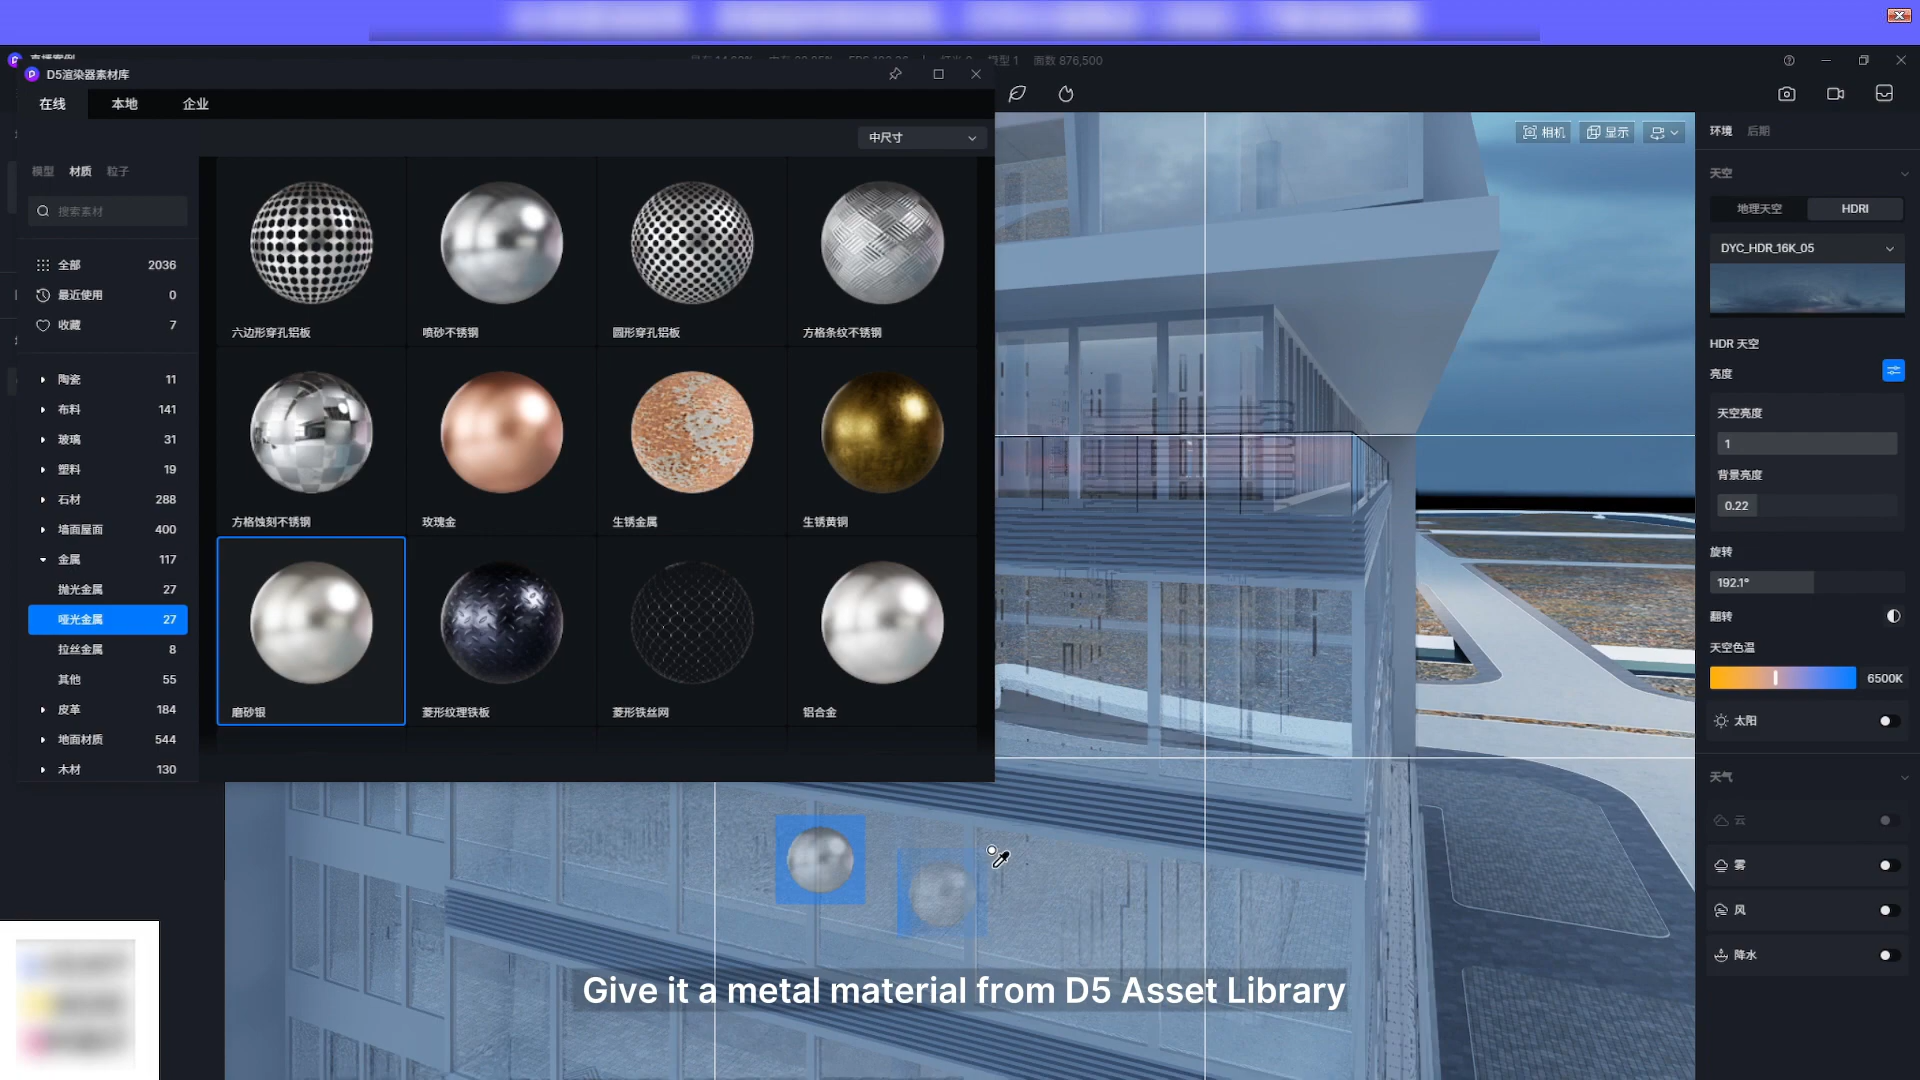 直播案例
D5渲染器素材库
模型 1 面数 876,500
在线 本地 企业
中尺寸
模型 材质 粒子
搜索素材
全部 2036
最近使用 0
收藏 7
陶瓷 11
布料 141
玻璃 31
塑料 19
石材 288
墙面屋面 400
金属 117
抛光金属 27
哑光金属 27
拉丝金属 8
其他 55
皮革 184
地面材质 544
木材 130
六边形穿孔铝板
喷砂不锈钢
圆形穿孔铝板
方格条纹不锈钢
方格蚀刻不锈钢
玫瑰金
生锈金属
生锈黄铜
磨砂银
菱形纹理铁板
菱形铁丝网
铝合金
相机 显示
环境 后期
天空
地理天空 HDRI
DYC_HDR_16K_05
HDR 天空
亮度
天空亮度
1
背景亮度
0.22
旋转
192.1°
翻转
天空色温
6500K
太阳
天气
云
雾
风
降水
Give it a metal material from D5 Asset Library